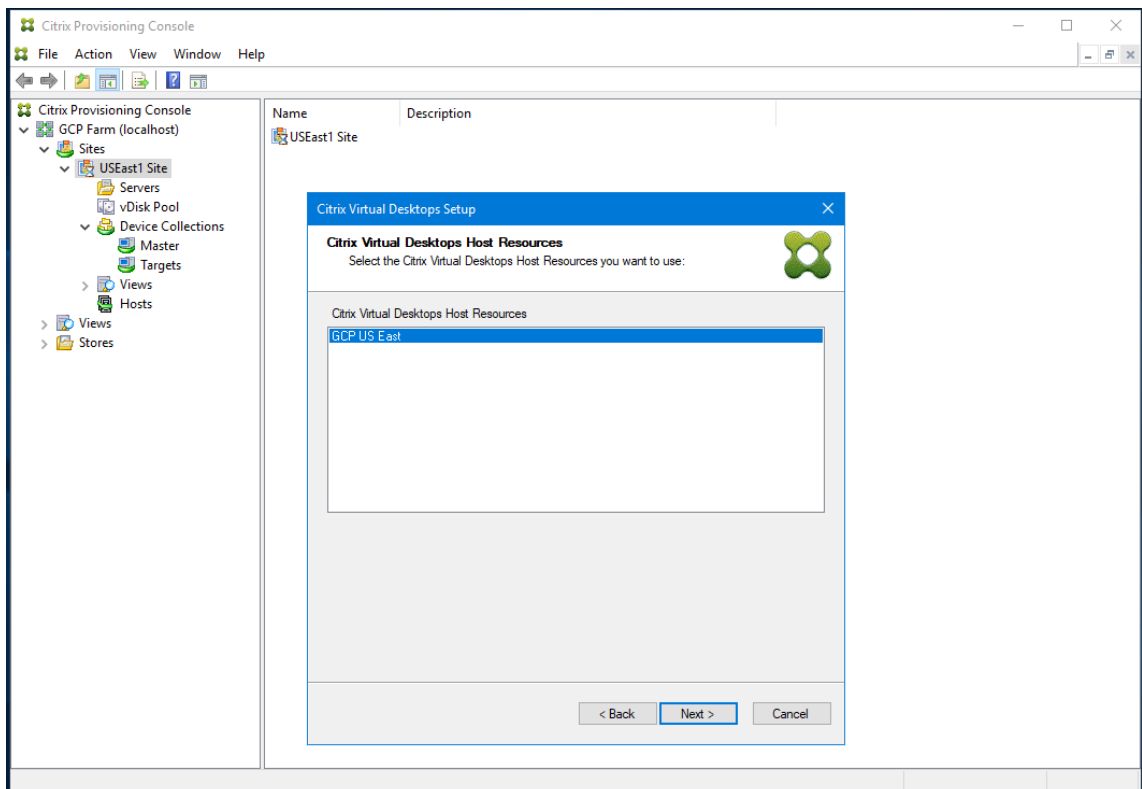 Citrix Provisioning Console
File Action View Window Help
Citrix Provisioning Console
GCP Farm (localhost)
Sites
USEast1 Site
Servers
vDisk Pool
Device Collections
Master
Targets
Views
Hosts
Views
Stores
Name Description
USEast1 Site
Citrix Virtual Desktops Setup
Citrix Virtual Desktops Host Resources
Select the Citrix Virtual Desktops Host Resources you want to use:
Citrix Virtual Desktops Host Resources
GCP US East
< Back Next > Cancel